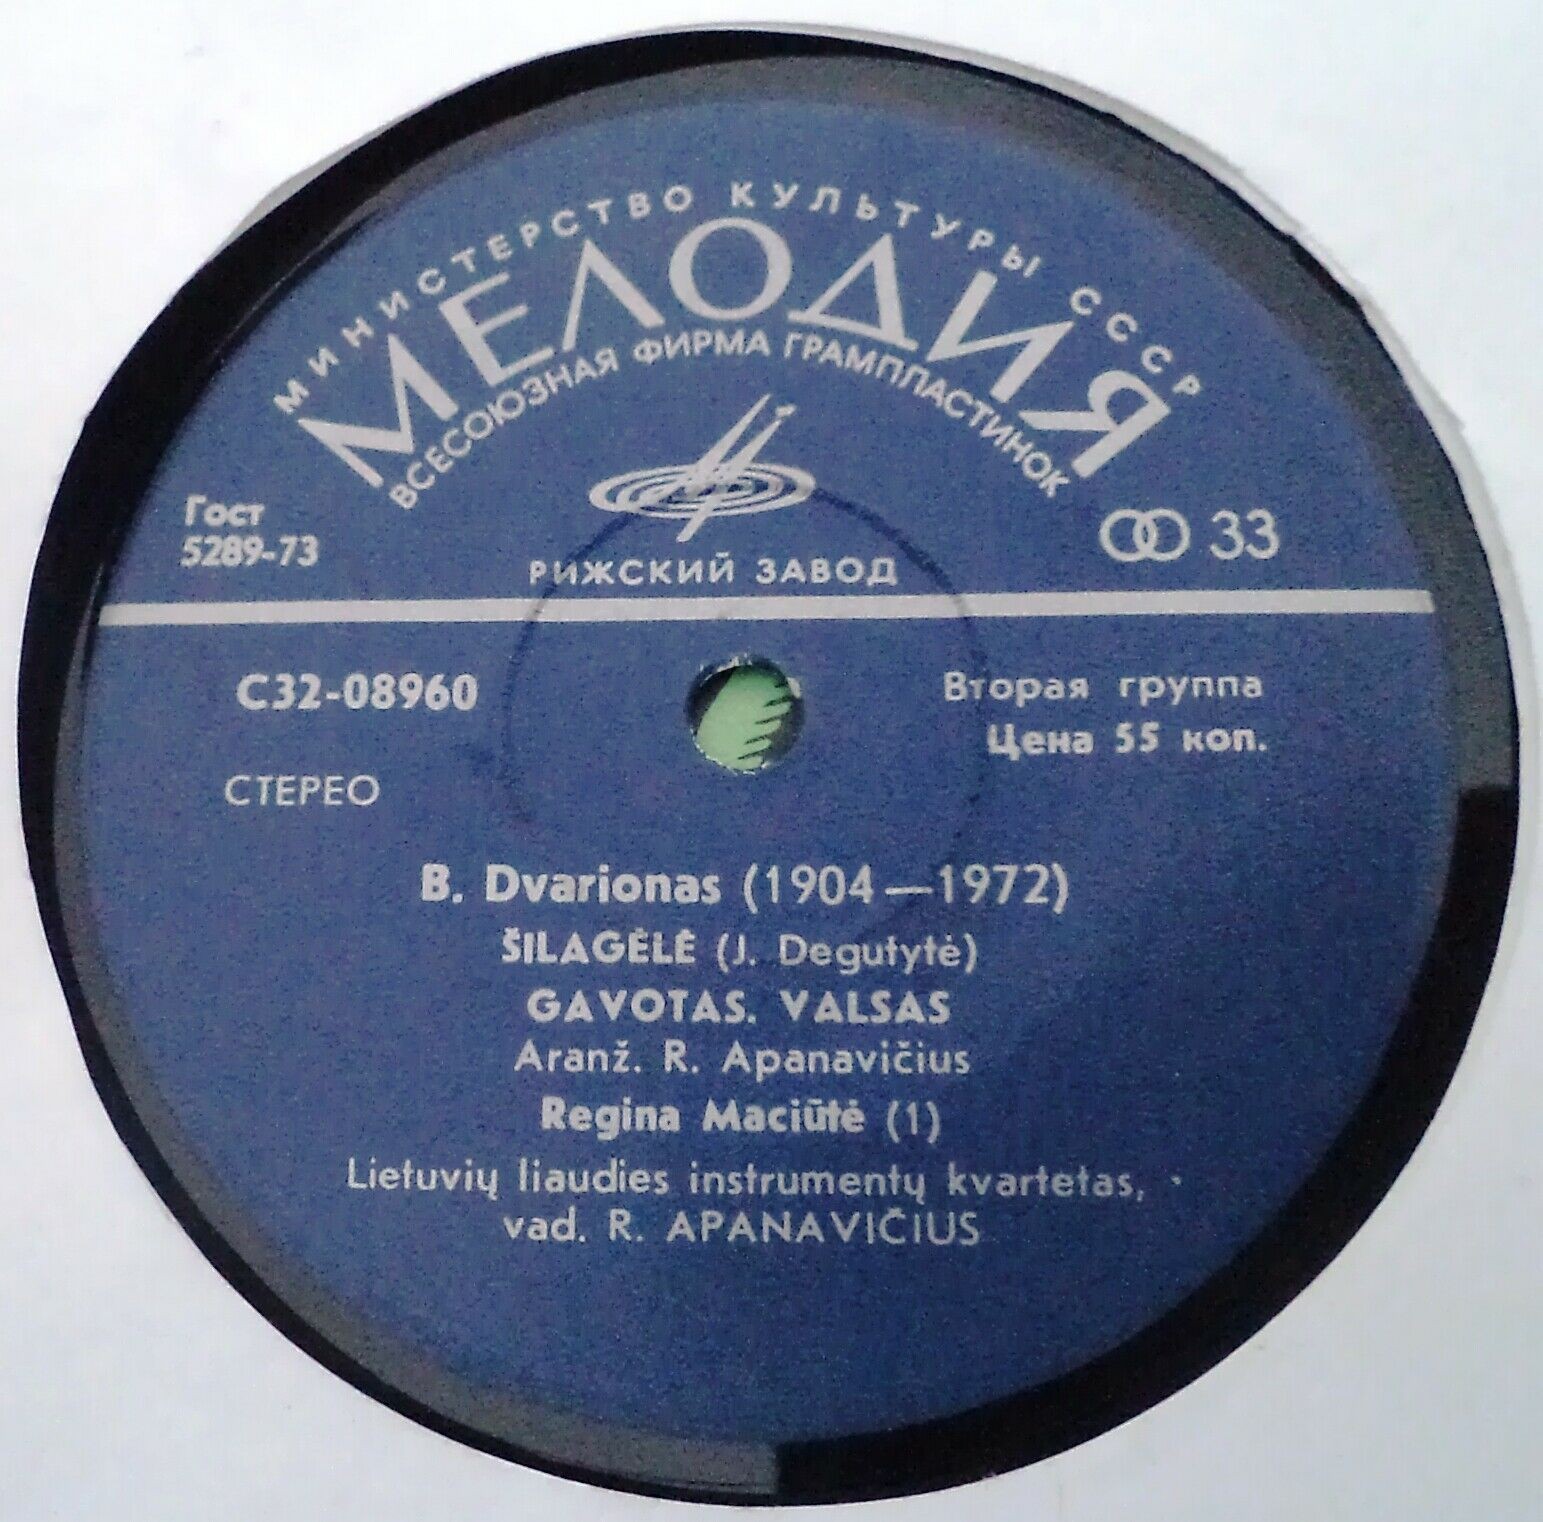 МИНИСТЕРСТВО КУЛЬТУРЫ СССР
МЕЛОДИЯ
ВСЕСОЮЗНАЯ ФИРМА ГРАМПЛАСТИНОК
Гост
5289-73
33
РИЖСКИЙ ЗАВОД
С32-08960
Вторая группа
Цена 55 коп.
СТЕРЕО
B. Dvarionas (1904—1972)
ŠILAGĖLĖ (J. Degutytė)
GAVOTAS. VALSAS
Aranž. R. Apanavičius
Regina Maciūtė (1)
Lietuvių liaudies instrumentų kvartetas,
vad. R. APANAVIČIUS